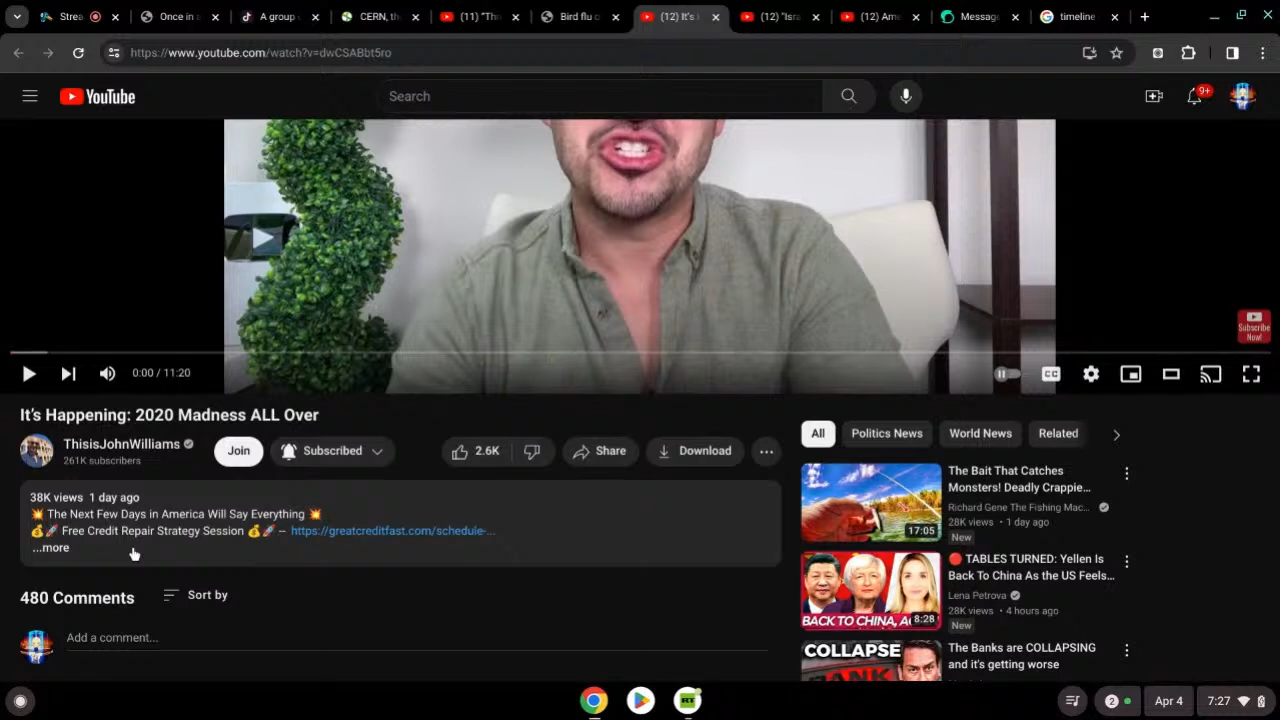 Strea
Once in a
A group
CERN, th
(11) "Th
Bird flu
(12) It's
(12) "Isra
(12) Ame
Message
timeline
https://www.youtube.com/watch?v=dwCSABbt5ro
YouTube
Search
9+
Subscribe
Now!
0:00 / 11:20
CC
It's Happening: 2020 Madness ALL Over
ThisisJohnWilliams
261K subscribers
Join
Subscribed
2.6K
Share
Download
38K views 1 day ago
💥 The Next Few Days in America Will Say Everything 💥
💰🚀 Free Credit Repair Strategy Session 💰🚀 – https://greatcreditfast.com/schedule-...
...more
480 Comments
Sort by
Add a comment...
All
Politics News
World News
Related
17:05
The Bait That Catches
Monsters! Deadly Crappie...
Richard Gene The Fishing Mac...
28K views • 1 day ago
New
BACK TO CHINA, A
8:28
🔴 TABLES TURNED: Yellen Is
Back To China As the US Feels...
Lena Petrova
28K views • 4 hours ago
New
COLLAPSE
BANK
The Banks are COLLAPSING
and it's getting worse
RT
2
Apr 4
7:27